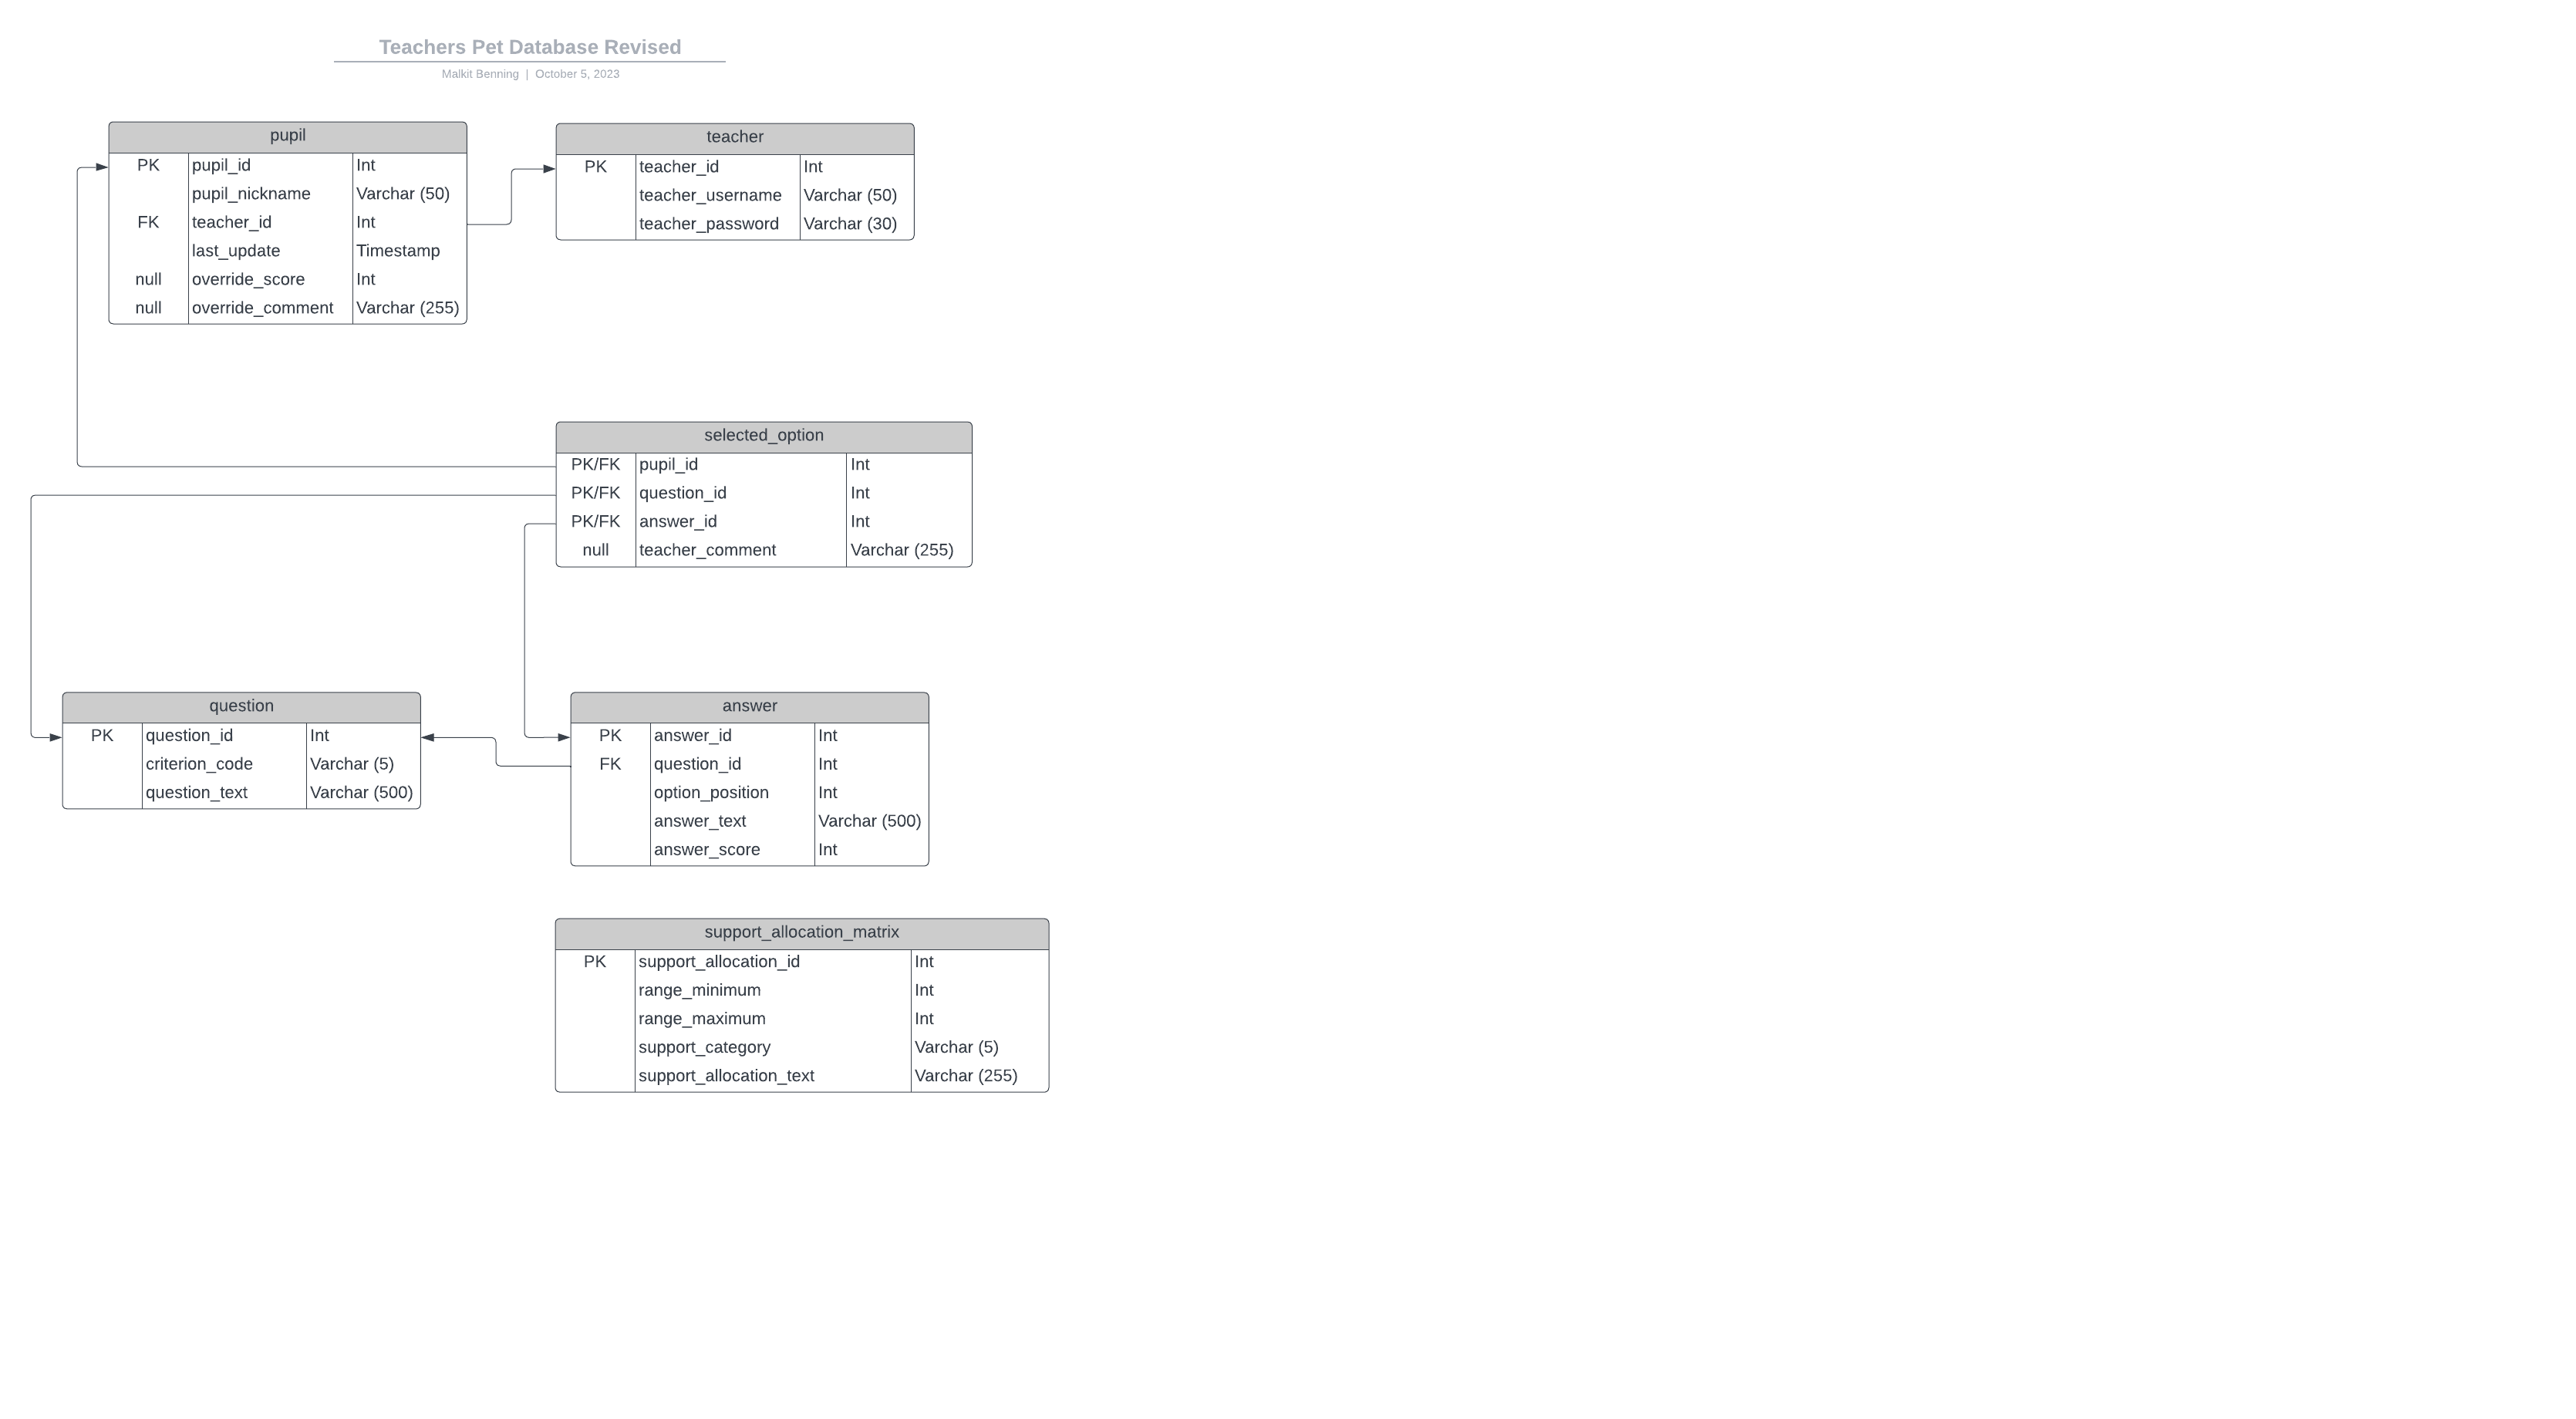 Teachers Pet Database Revised
Malkit Benning | October 5, 2023
pupil
PK pupil_id Int
pupil_nickname Varchar (50)
FK teacher_id Int
last_update Timestamp
null override_score Int
null override_comment Varchar (255)
teacher
PK teacher_id Int
teacher_username Varchar (50)
teacher_password Varchar (30)
selected_option
PK/FK pupil_id Int
PK/FK question_id Int
PK/FK answer_id Int
null teacher_comment Varchar (255)
question
PK question_id Int
criterion_code Varchar (5)
question_text Varchar (500)
answer
PK answer_id Int
FK question_id Int
option_position Int
answer_text Varchar (500)
answer_score Int
support_allocation_matrix
PK support_allocation_id Int
range_minimum Int
range_maximum Int
support_category Varchar (5)
support_allocation_text Varchar (255)